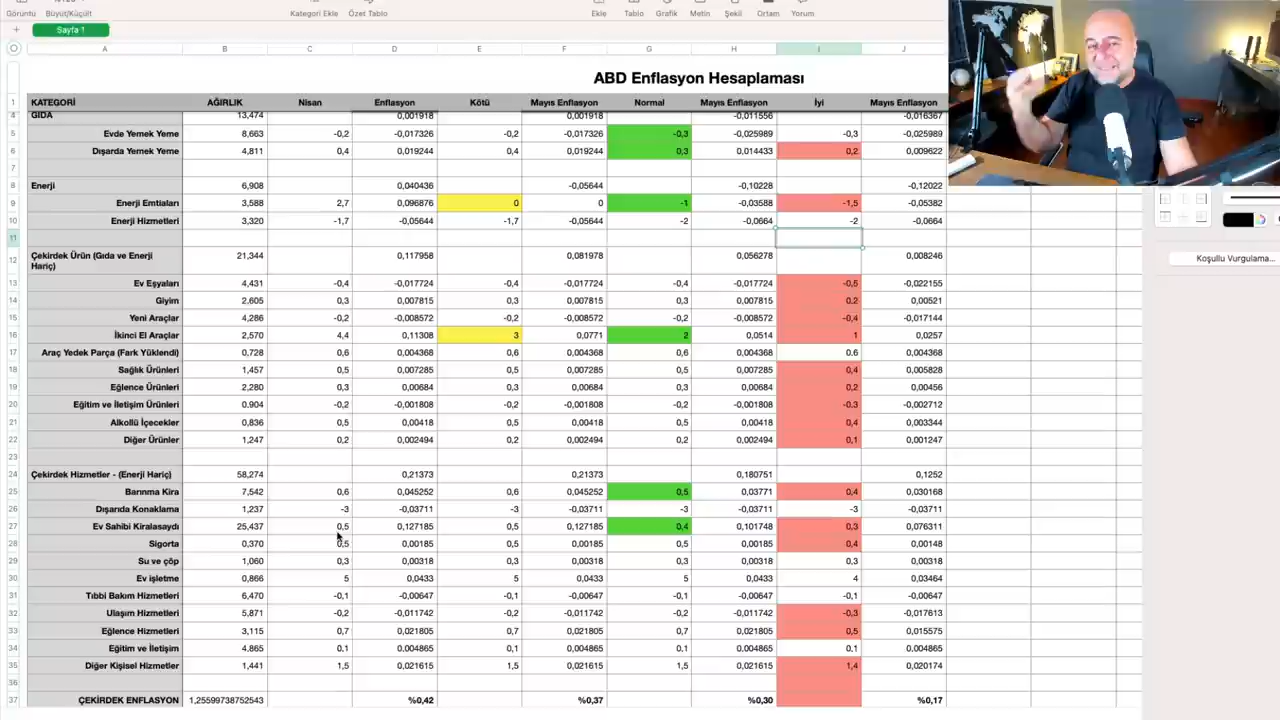 Görüntü Büyüt/Küçült Kategori Ekle Özet Tablo Ekle Tablo Grafik Metin Şekil Ortam Yorum
+ Sayfa 1
A B C D E F G H I J
ABD Enflasyon Hesaplaması
1 KATEGORİ AĞIRLIK Nisan Enflasyon Kötü Mayıs Enflasyon Normal Mayıs Enflasyon İyi Mayıs Enflasyon
4 GIDA 13,474 0,001918 0,001918 -0,011556 -0,016367
5 Evde Yemek Yeme 8,663 -0,2 -0,017326 -0,2 -0,017326 -0,3 -0,025989 -0,3 -0,025989
6 Dışarda Yemek Yeme 4,811 0,4 0,019244 0,4 0,019244 0,3 0,014433 0,2 0,009622
7
8 Enerji 6,908 0,040436 -0,05644 -0,10228 -0,12022
9 Enerji Emtiaları 3,588 2,7 0,096876 0 0 -1 -0,03588 -1,5 -0,05382
10 Enerji Hizmetleri 3,320 -1,7 -0,05644 -1,7 -0,05644 -2 -0,0664 -2 -0,0664
11
12 Çekirdek Ürün (Gıda ve Enerji Hariç) 21,344 0,117958 0,081978 0,056278 0,008246
13 Ev Eşyaları 4,431 -0,4 -0,017724 -0,4 -0,017724 -0,4 -0,017724 -0,5 -0,022155
14 Giyim 2,605 0,3 0,007815 0,3 0,007815 0,3 0,007815 0,2 0,00521
15 Yeni Araçlar 4,286 -0,2 -0,008572 -0,2 -0,008572 -0,2 -0,008572 -0,4 -0,017144
16 İkinci El Araçlar 2,570 4,4 0,11308 3 0,0771 2 0,0514 1 0,0257
17 Araç Yedek Parça (Fark Yüklendi) 0,728 0,6 0,004368 0,6 0,004368 0,6 0,004368 0.6 0,004368
18 Sağlık Ürünleri 1,457 0,5 0,007285 0,5 0,007285 0,5 0,007285 0,4 0,005828
19 Eğlence Ürünleri 2,280 0,3 0,00684 0,3 0,00684 0,3 0,00684 0,2 0,00456
20 Eğitim ve İletişim Ürünleri 0.904 -0,2 -0,001808 -0,2 -0,001808 -0,2 -0,001808 -0.3 -0,002712
21 Alkollü İçecekler 0,836 0,5 0,00418 0,5 0,00418 0,5 0,00418 0,4 0,003344
22 Diğer Ürünler 1,247 0,2 0,002494 0,2 0,002494 0,2 0,002494 0,1 0,001247
23
24 Çekirdek Hizmetler - (Enerji Hariç) 58,274 0,21373 0,21373 0,180751 0,1252
25 Barınma Kira 7,542 0,6 0,045252 0,6 0,045252 0,5 0,03771 0,4 0,030168
26 Dışarıda Konaklama 1,237 -3 -0,03711 -3 -0,03711 -3 -0,03711 -3 -0,03711
27 Ev Sahibi Kiralasaydı 25,437 0,5 0,127185 0,5 0,127185 0,4 0,101748 0,3 0,076311
28 Sigorta 0,370 0,5 0,00185 0,5 0,00185 0,5 0,00185 0,4 0,00148
29 Su ve çöp 1,060 0,3 0,00318 0,3 0,00318 0,3 0,00318 0.3 0,00318
30 Ev işletme 0,866 5 0,0433 5 0,0433 5 0,0433 4 0,03464
31 Tıbbi Bakım Hizmetleri 6,470 -0,1 -0,00647 -0,1 -0,00647 -0,1 -0,00647 -0,1 -0,00647
32 Ulaşım Hizmetleri 5,871 -0,2 -0,011742 -0,2 -0,011742 -0,2 -0,011742 -0,3 -0,017613
33 Eğlence Hizmetleri 3,115 0,7 0,021805 0,7 0,021805 0,7 0,021805 0,5 0,015575
34 Eğitim ve İletişim 4.865 0.1 0,004865 0,1 0,004865 0,1 0,004865 0.1 0,004865
35 Diğer Kişisel Hizmetler 1,441 1,5 0,021615 1,5 0,021615 1,5 0,021615 1,4 0,020174
36
37 ÇEKİRDEK ENFLASYON 1,25599738752543 %0,42 %0,37 %0,30 %0,17
Koşullu Vurgulama...